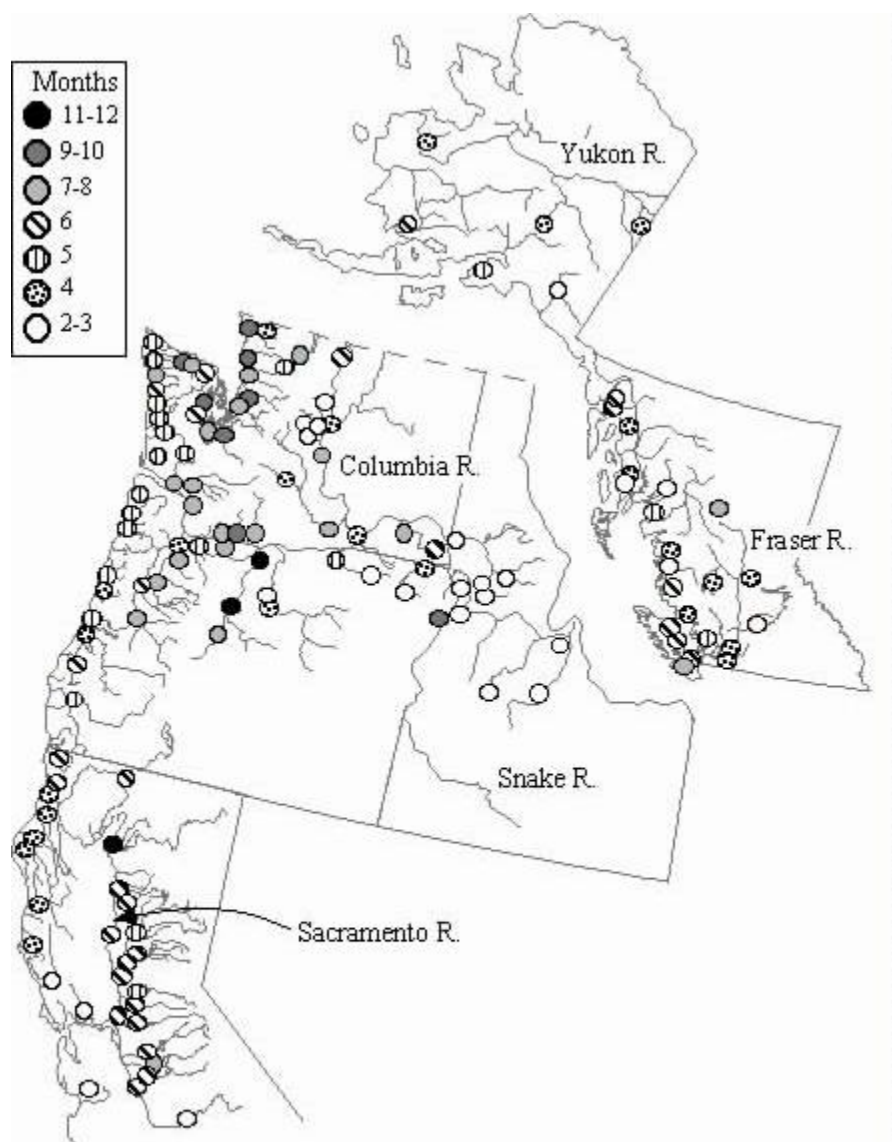 Months
11-12
9-10
7-8
6
5
4
2-3
Yukon R.
Columbia R.
Fraser R.
Snake R.
Sacramento R.